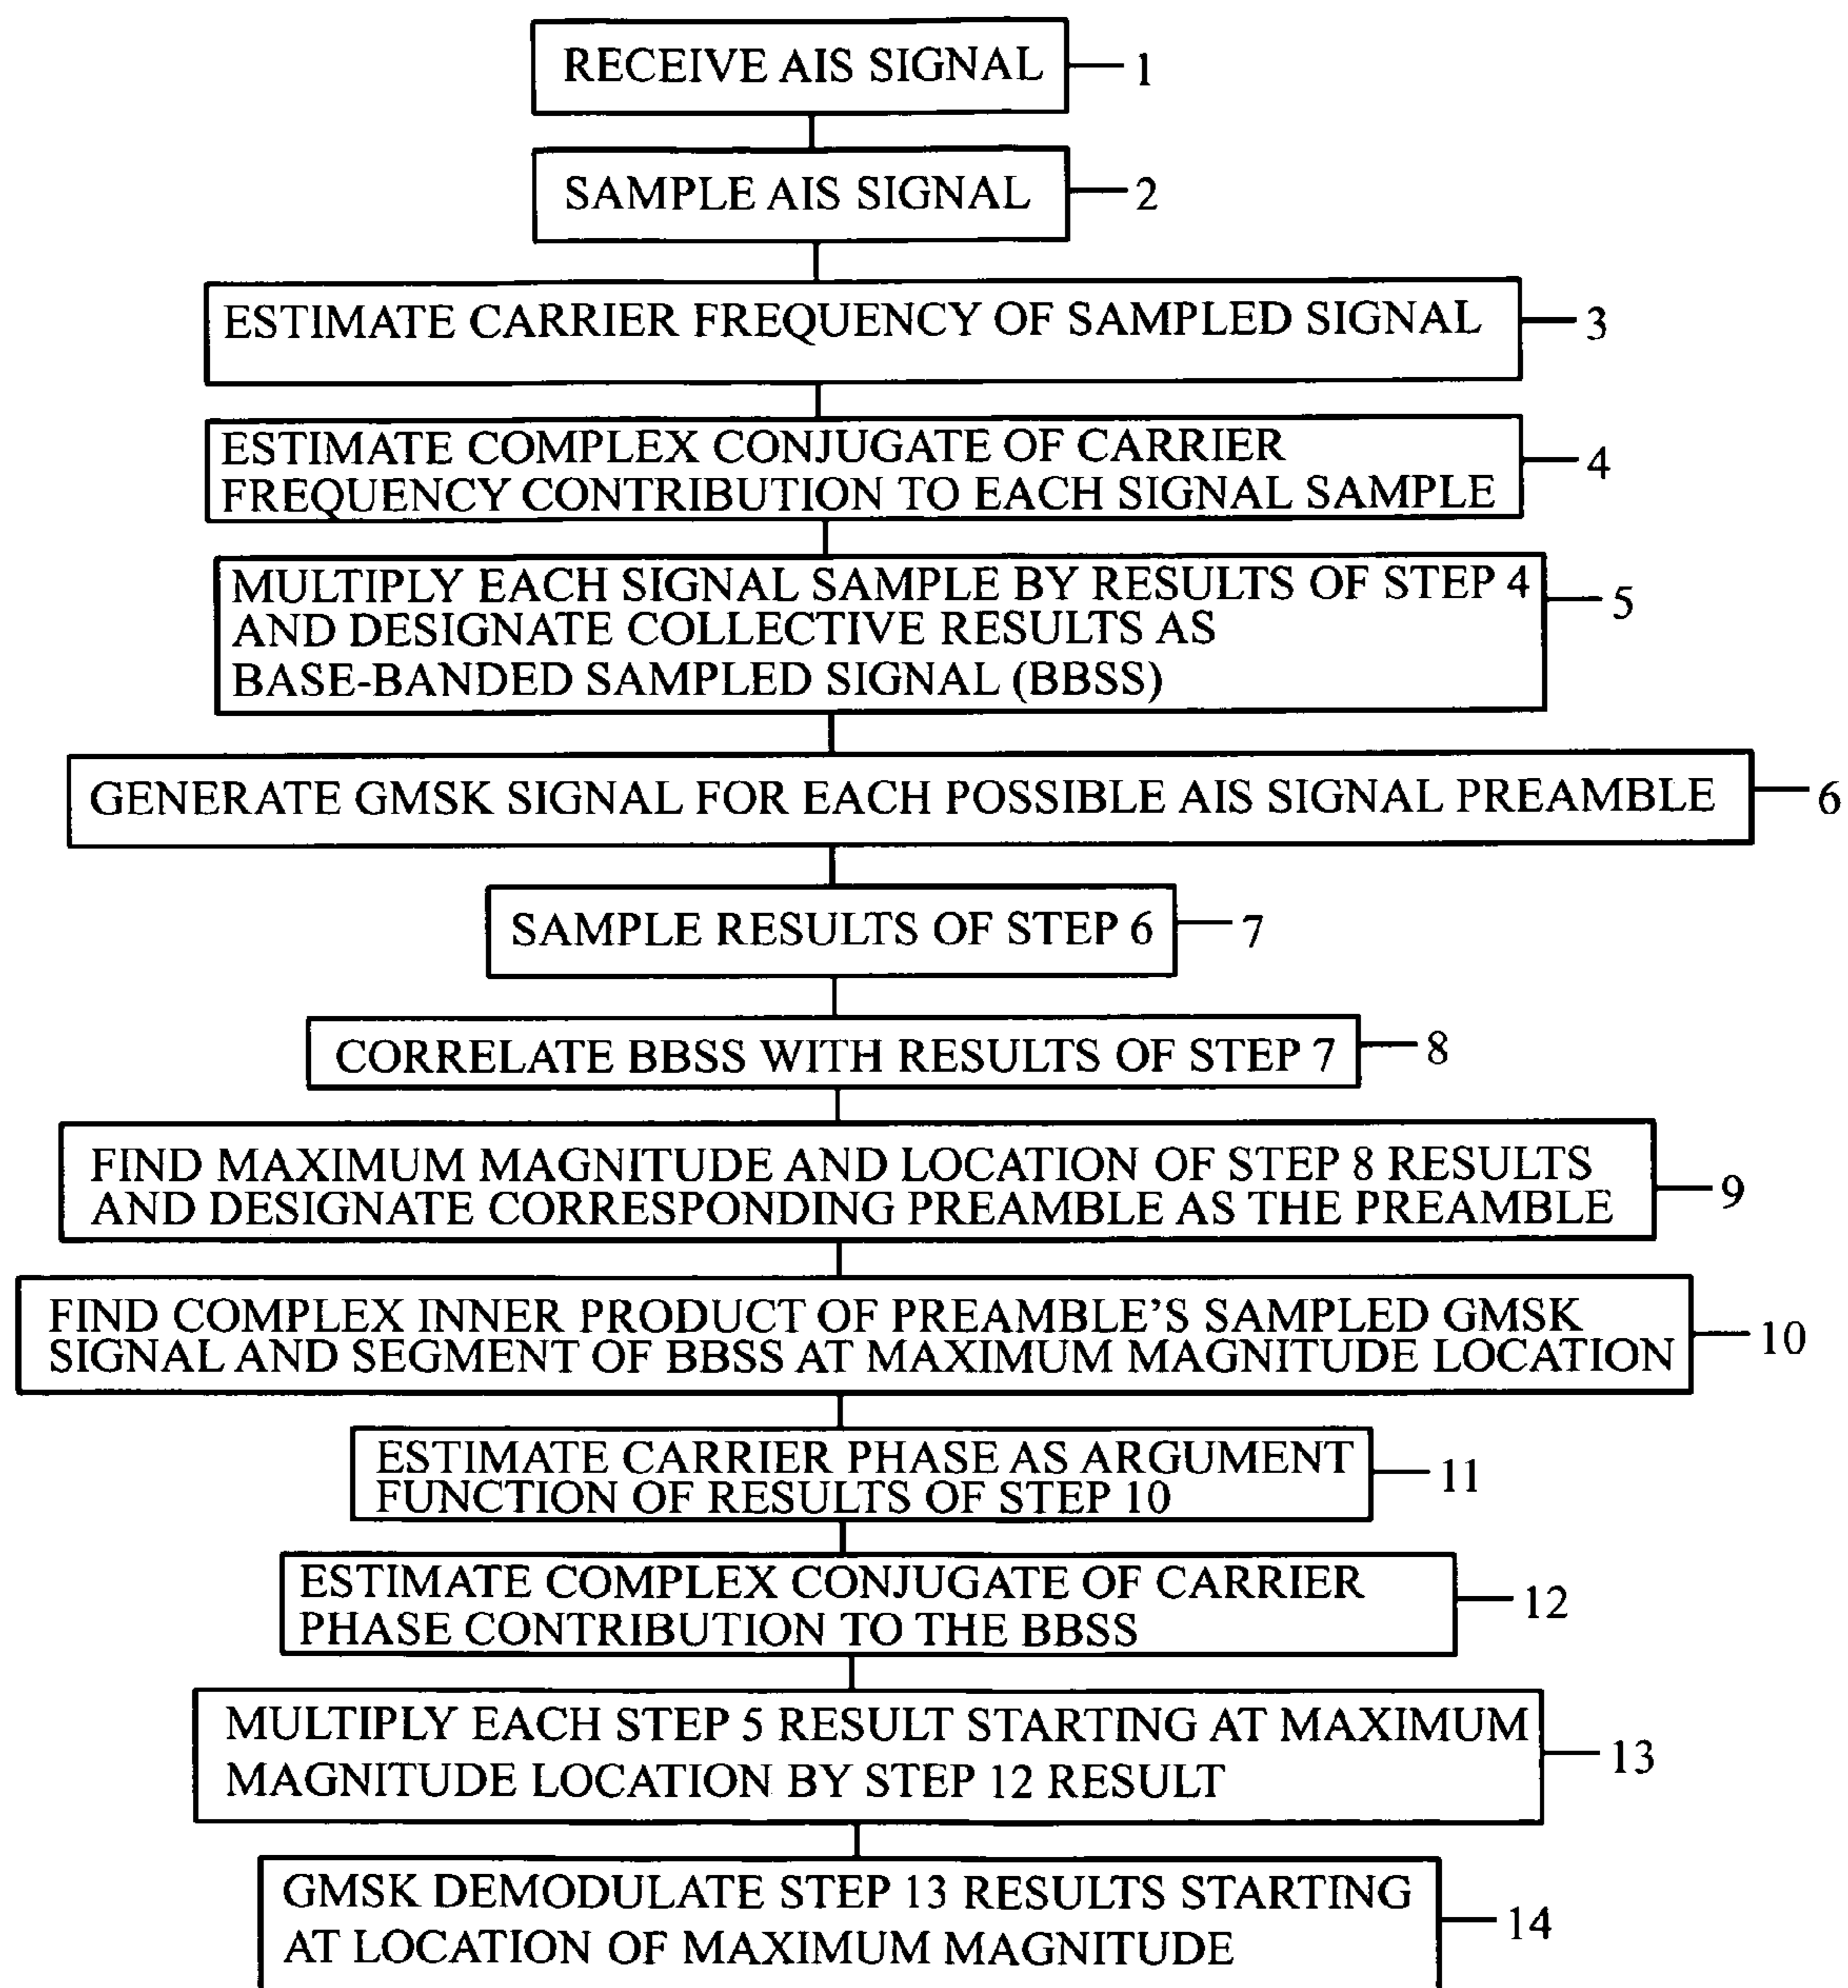 RECEIVE AIS SIGNAL
1
SAMPLE AIS SIGNAL
2
ESTIMATE CARRIER FREQUENCY OF SAMPLED SIGNAL
3
ESTIMATE COMPLEX CONJUGATE OF CARRIER
FREQUENCY CONTRIBUTION TO EACH SIGNAL SAMPLE
4
MULTIPLY EACH SIGNAL SAMPLE BY RESULTS OF STEP 4
AND DESIGNATE COLLECTIVE RESULTS AS
BASE-BANDED SAMPLED SIGNAL (BBSS)
5
GENERATE GMSK SIGNAL FOR EACH POSSIBLE AIS SIGNAL PREAMBLE
6
SAMPLE RESULTS OF STEP 6
7
CORRELATE BBSS WITH RESULTS OF STEP 7
8
FIND MAXIMUM MAGNITUDE AND LOCATION OF STEP 8 RESULTS
AND DESIGNATE CORRESPONDING PREAMBLE AS THE PREAMBLE
9
FIND COMPLEX INNER PRODUCT OF PREAMBLE'S SAMPLED GMSK
SIGNAL AND SEGMENT OF BBSS AT MAXIMUM MAGNITUDE LOCATION
10
ESTIMATE CARRIER PHASE AS ARGUMENT
FUNCTION OF RESULTS OF STEP 10
11
ESTIMATE COMPLEX CONJUGATE OF CARRIER
PHASE CONTRIBUTION TO THE BBSS
12
MULTIPLY EACH STEP 5 RESULT STARTING AT MAXIMUM
MAGNITUDE LOCATION BY STEP 12 RESULT
13
GMSK DEMODULATE STEP 13 RESULTS STARTING
AT LOCATION OF MAXIMUM MAGNITUDE
14